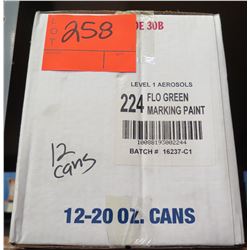 LOT
258
DE 30B
LEVEL 1 AEROSOLS
224 FLO GREEN
MARKING PAINT
10088193002244
BATCH # 16237-C1
12
cans
12-20 OZ. CANS